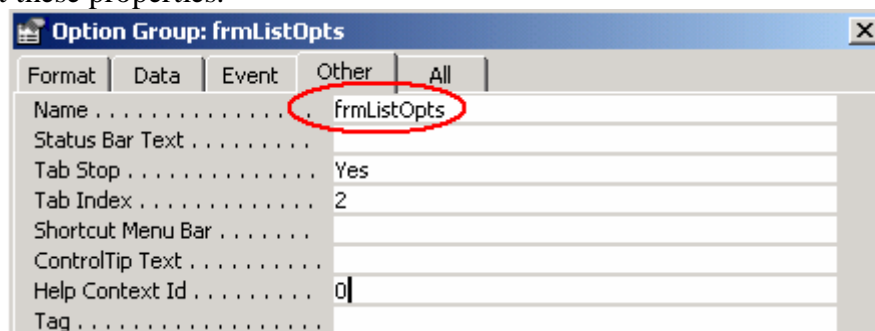 t these properties.
Option Group: frmListOpts
Format Data Event Other All
Name . . . . . . . . . . . . . . . frmListOpts
Status Bar Text . . . . . . . . .
Tab Stop . . . . . . . . . . . . . . Yes
Tab Index . . . . . . . . . . . . . 2
Shortcut Menu Bar . . . . . . .
ControlTip Text . . . . . . . . . .
Help Context Id . . . . . . . . . 0
Tag . . . . . . . . . . . . . . . . . . .